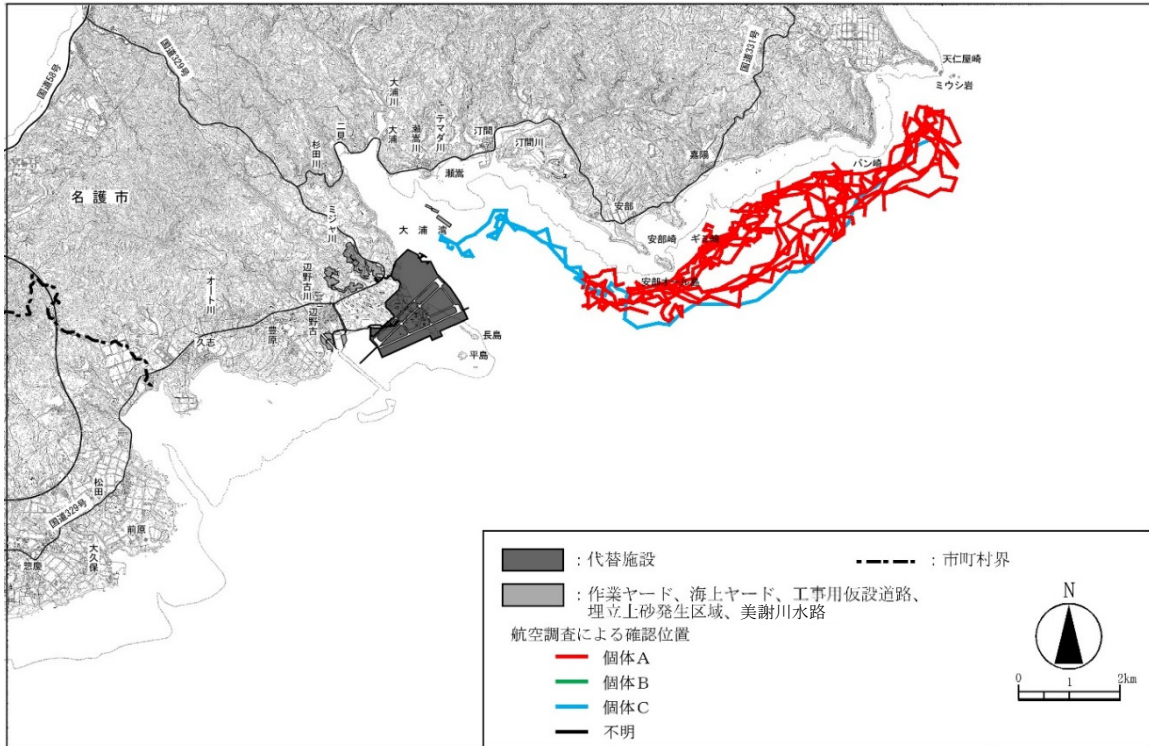 天仁屋崎
ミウシ岩
国道58号
国道329号
国道331号
大浦川
大浦
瀬嵩川
テマダ川
汀間
汀間川
二見
杉田川
瀬嵩
嘉陽
バン崎
名護市
安部
ミジャ川
大浦湾
安部崎
辺野古川
オート川
辺野古
豊原
久志
長島
平島
松田
国道329号
前原
大久保
惣慶
:代替施設
:市町村界
:作業ヤード、海上ヤード、工事用仮設道路、
埋立土砂発生区域、美謝川水路
航空調査による確認位置
個体A
個体B
個体C
不明
N
0 1 2km